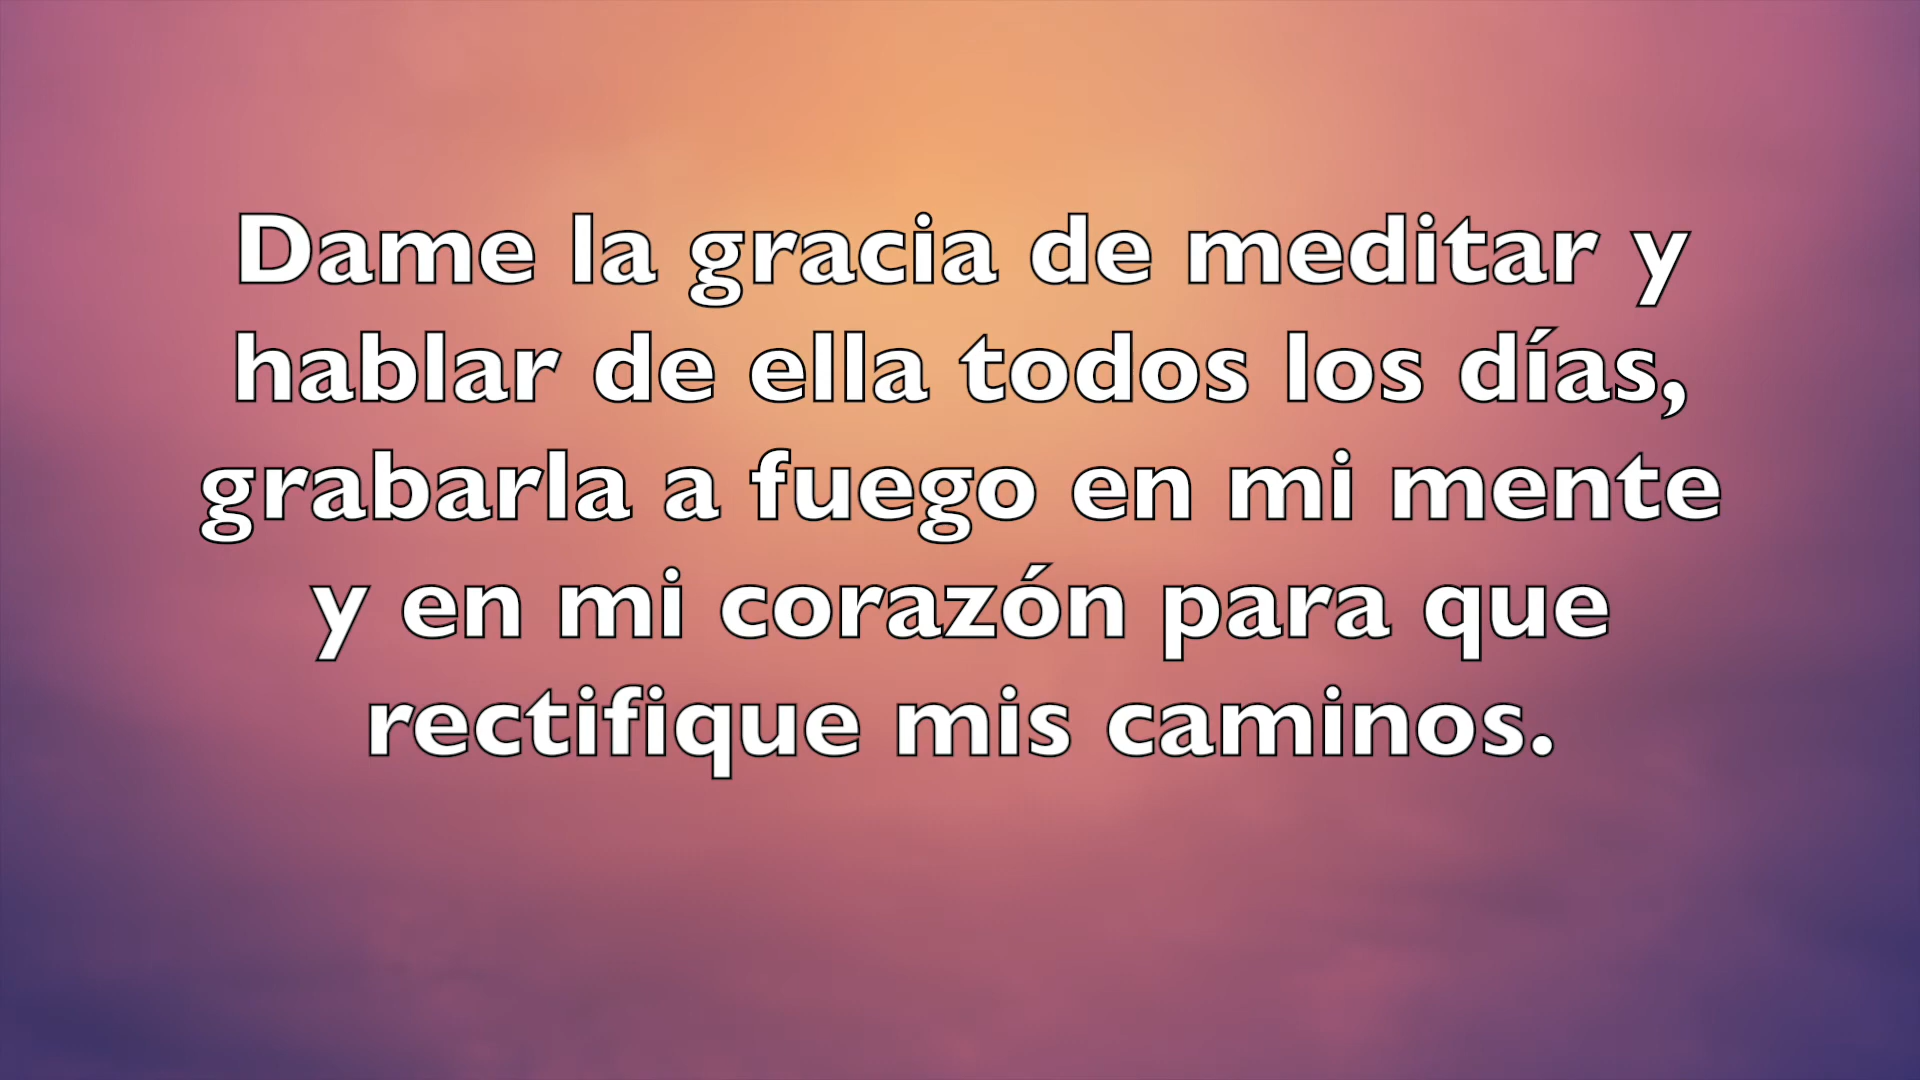 Dame la gracia de meditar y
hablar de ella todos los días,
grabarla a fuego en mi mente
y en mi corazón para que
rectifique mis caminos.